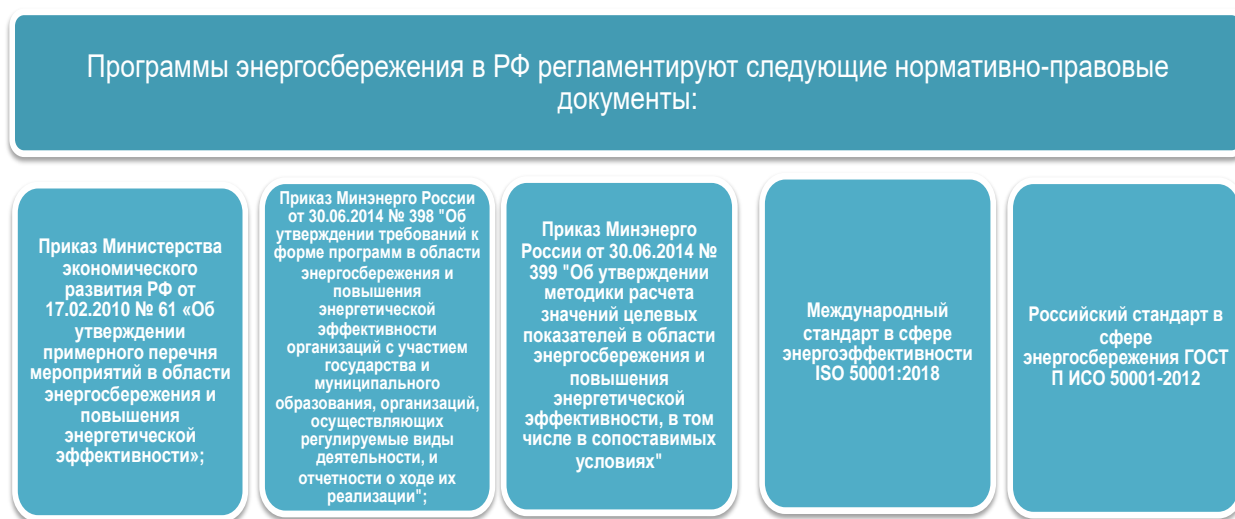 Программы энергосбережения в РФ регламентируют следующие нормативно-правовые
документы:
Приказ Министерства
экономического
развития РФ от
17.02.2010 № 61 «Об
утверждении
примерного перечня
мероприятий в области
энергосбережения и
повышения
энергетической
эффективности»;
Приказ Минэнерго России
от 30.06.2014 № 398 "Об
утверждении требований к
форме программ в области
энергосбережения и
повышения
энергетической
эффективности
организаций с участием
государства и
муниципального
образования, организаций,
осуществляющих
регулируемые виды
деятельности, и
отчетности о ходе их
реализации";
Приказ Минэнерго
России от 30.06.2014 №
399 "Об утверждении
методики расчета
значений целевых
показателей в области
энергосбережения и
повышения
энергетической
эффективности, в том
числе в сопоставимых
условиях"
Международный
стандарт в сфере
энергоэффективности
ISO 50001:2018
Российский стандарт в
сфере
энергосбережения ГОСТ
П ИСО 50001-2012